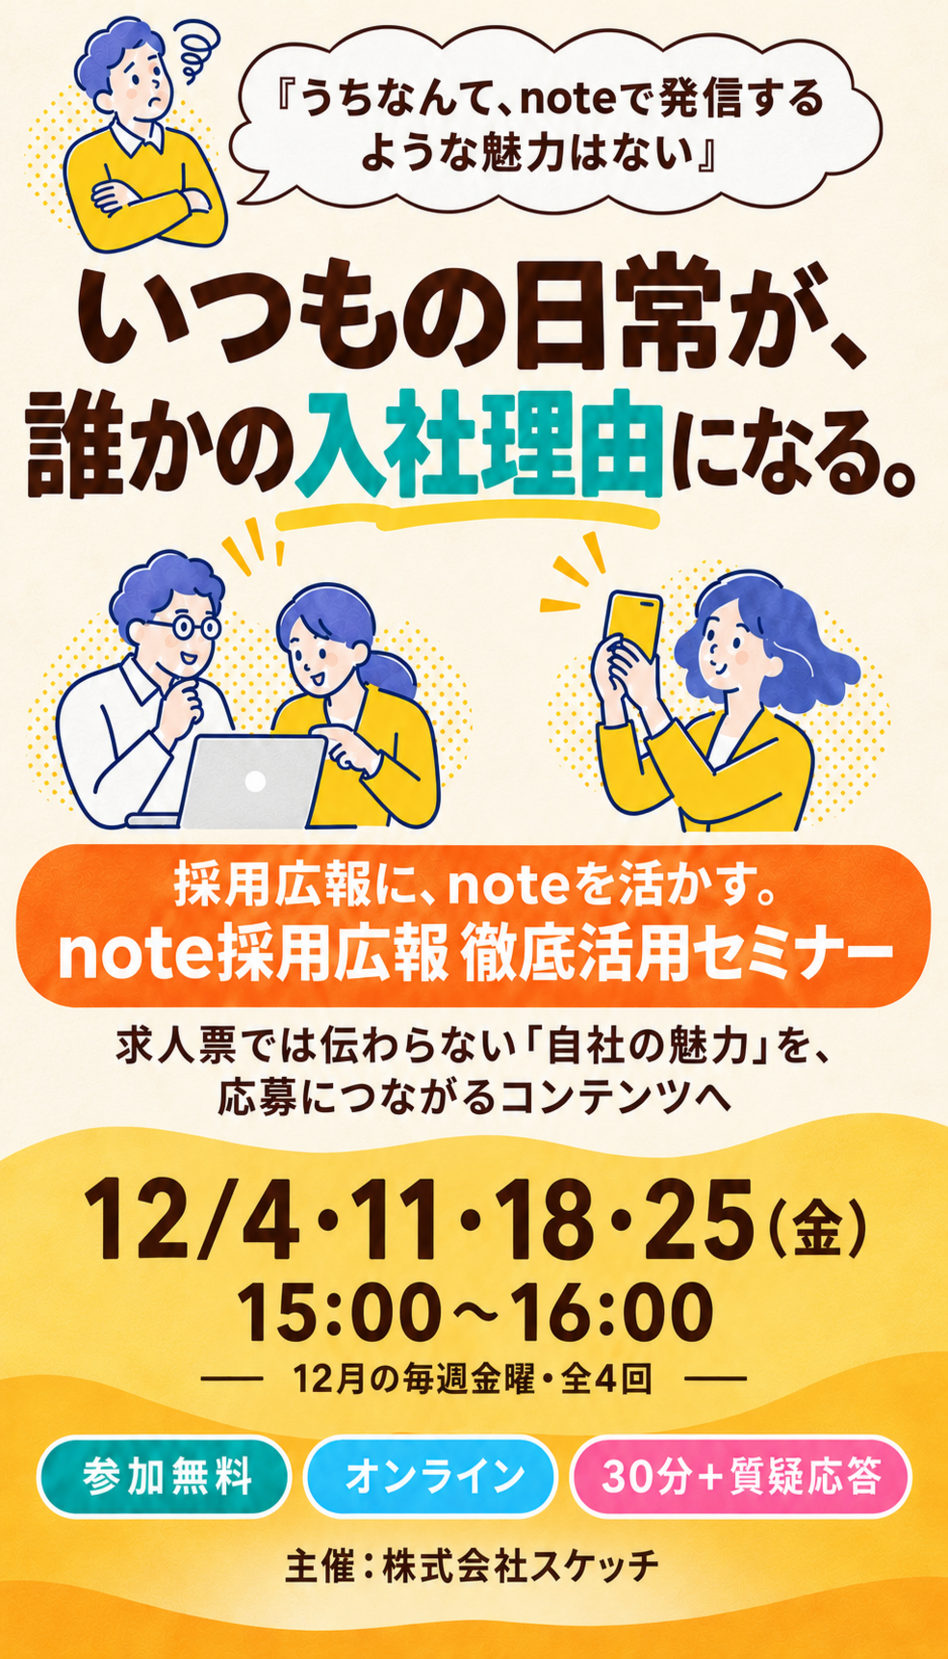 『うちなんて、noteで発信する
ような魅力はない』
いつもの日常が、
誰かの入社理由になる。
採用広報に、noteを活かす。
note採用広報 徹底活用セミナー
求人票では伝わらない「自社の魅力」を、
応募につながるコンテンツへ
12/4・11・18・25(金)
15:00〜16:00
12月の毎週金曜・全4回
参加無料
オンライン
30分+質疑応答
主催:株式会社スケッチ